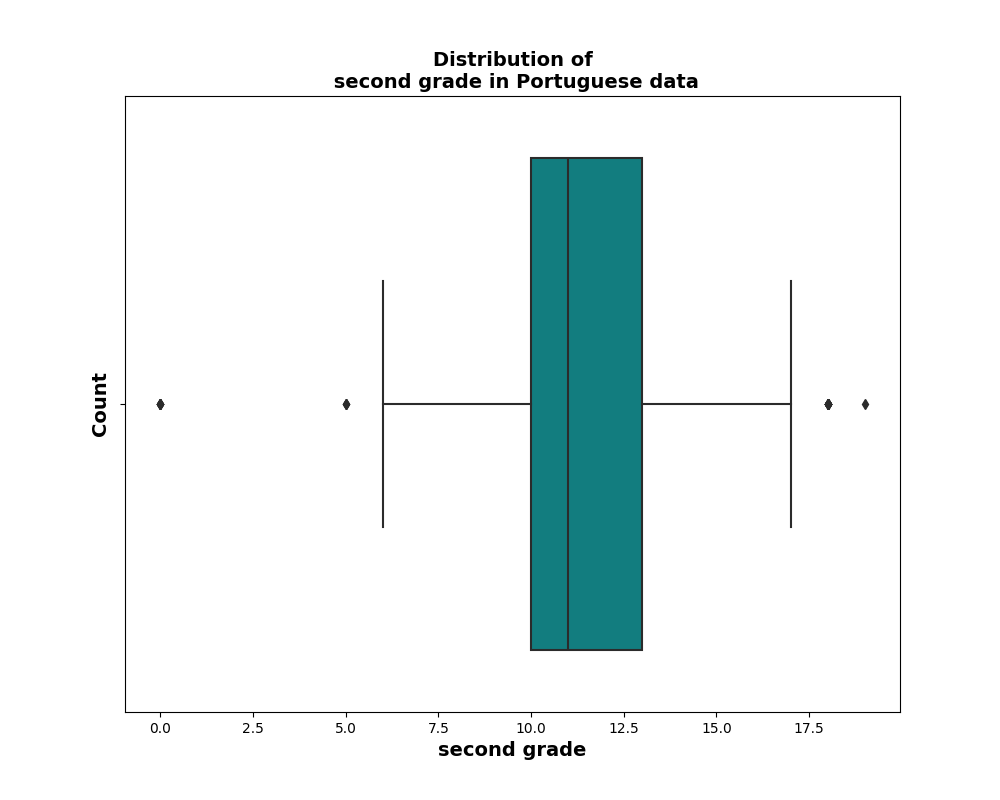 Distribution of
second grade in Portuguese data
Count
0.0 2.5 5.0 7.5 10.0 12.5 15.0 17.5
second grade